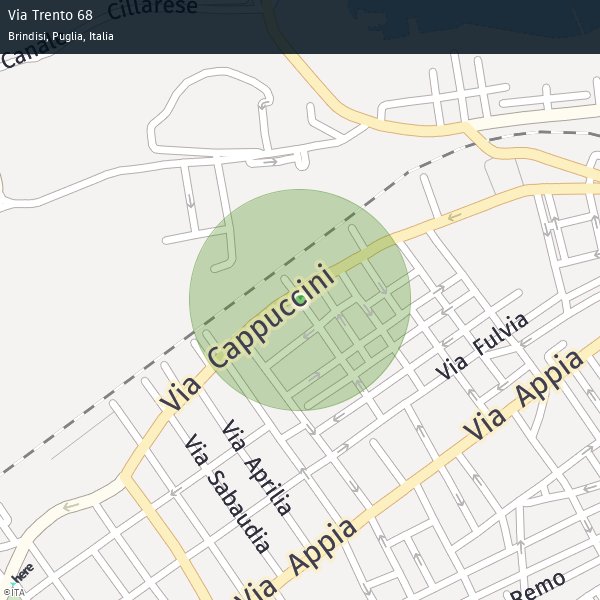 Via Trento 68
Brindisi, Puglia, Italia
Canale Cillarese
Via Cappuccini
Via Fulvia
Via Appia
Via Aprilia
Via Sabaudia
Via Appia
Remo
here
©ITA